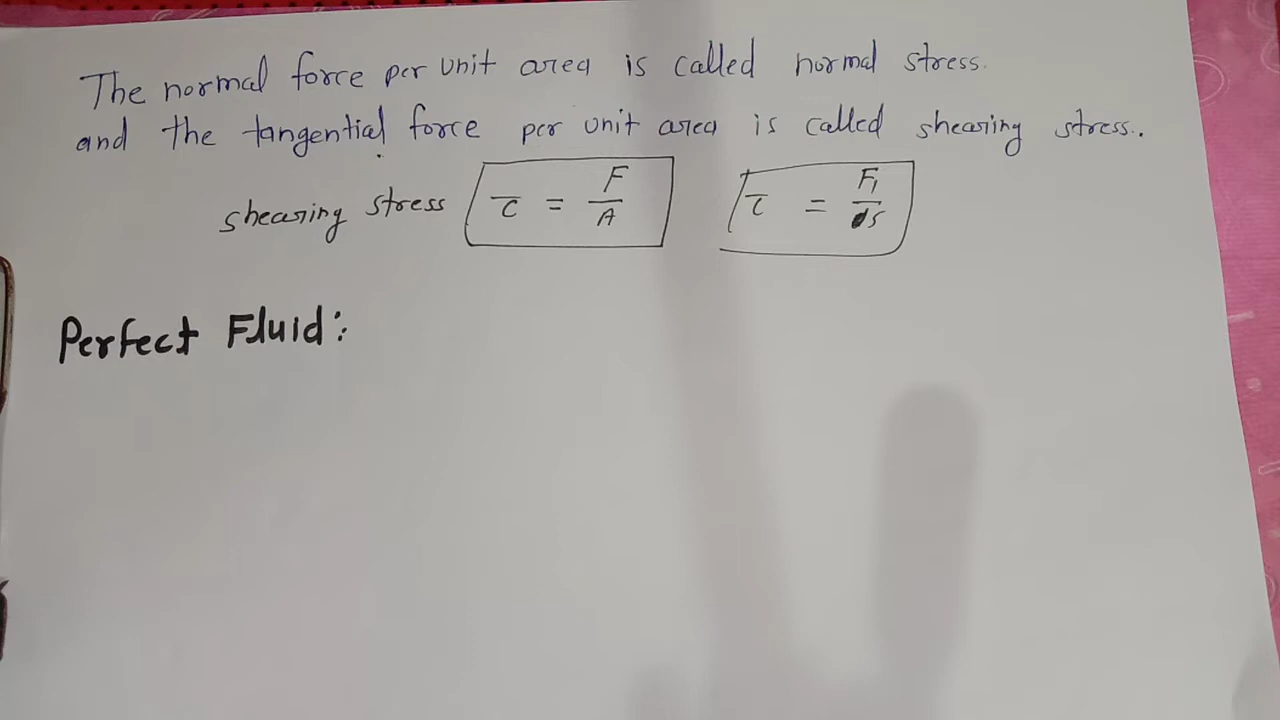 The normal force per unit area is called normal stress.
and the tangential force per unit area is called shearing stress..
shearing stress τ = F/A τ = F₁/ds
Perfect Fluid: